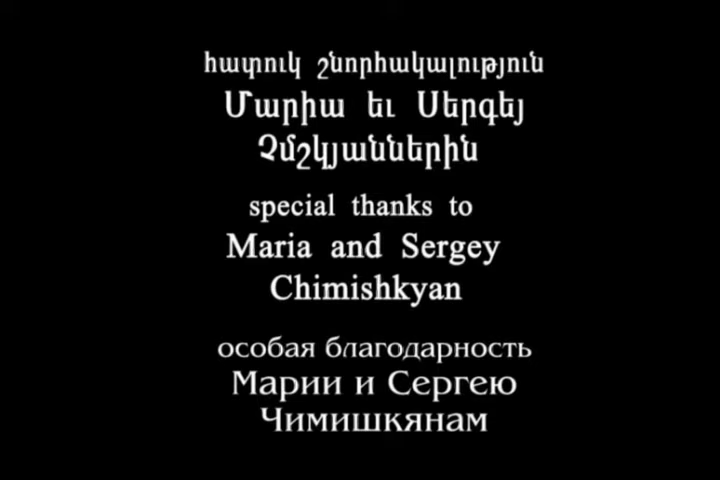 հատուկ շնորհակալություն
Մարիա եւ Սերգեյ
Չմշկյաններին
special thanks to
Maria and Sergey
Chimishkyan
особая благодарность
Марии и Сергею
Чимишкянам